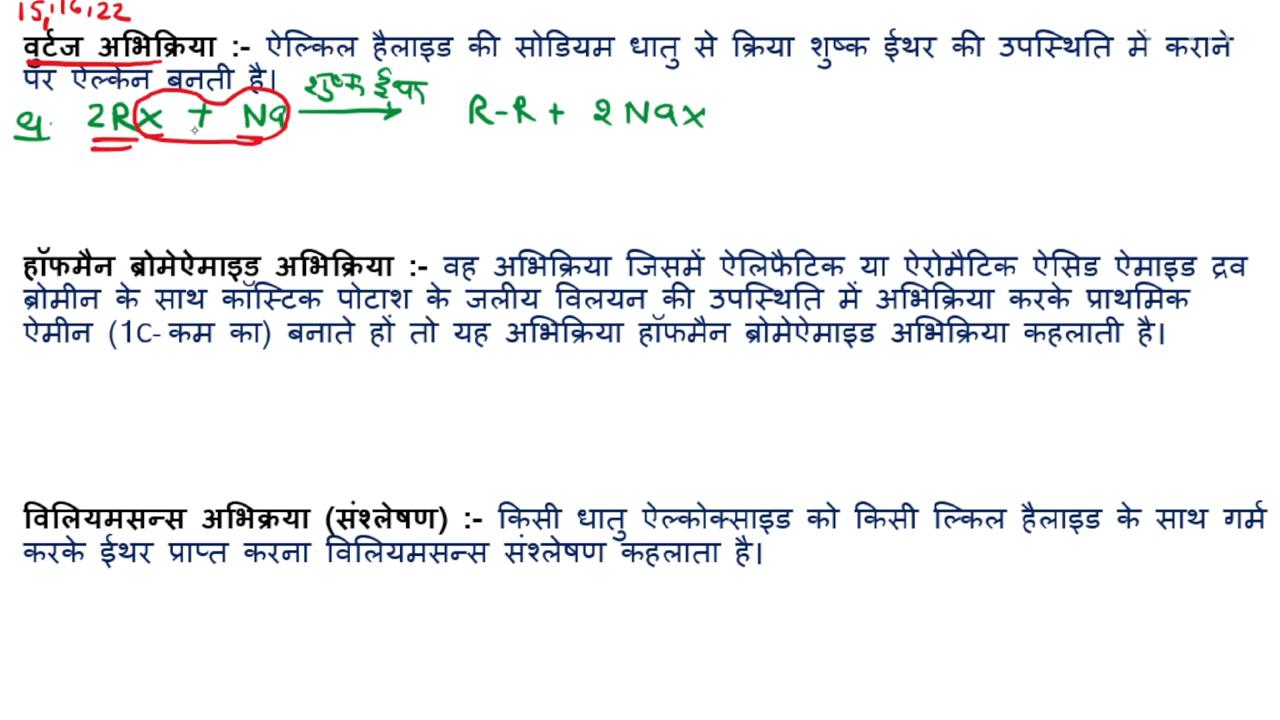 15,16,22
वुर्टज अभिक्रिया :- ऐल्किल हैलाइड की सोडियम धातु से क्रिया शुष्क ईथर की उपस्थिति में कराने
पर ऐल्केन बनती है।
2Rx + Na शुष्क ईथर → R-R + 2Nax
हॉफमैन ब्रोमेऐमाइड अभिक्रिया :- वह अभिक्रिया जिसमें ऐलिफैटिक या ऐरोमैटिक ऐसिड ऐमाइड द्रव
ब्रोमीन के साथ कॉस्टिक पोटाश के जलीय विलयन की उपस्थिति में अभिक्रिया करके प्राथमिक
ऐमीन (1C- कम का) बनाते हों तो यह अभिक्रिया हॉफमैन ब्रोमेऐमाइड अभिक्रिया कहलाती है।
विलियमसन्स अभिक्रया (संश्लेषण) :- किसी धातु ऐल्कोक्साइड को किसी ल्किल हैलाइड के साथ गर्म
करके ईथर प्राप्त करना विलियमसन्स संश्लेषण कहलाता है।